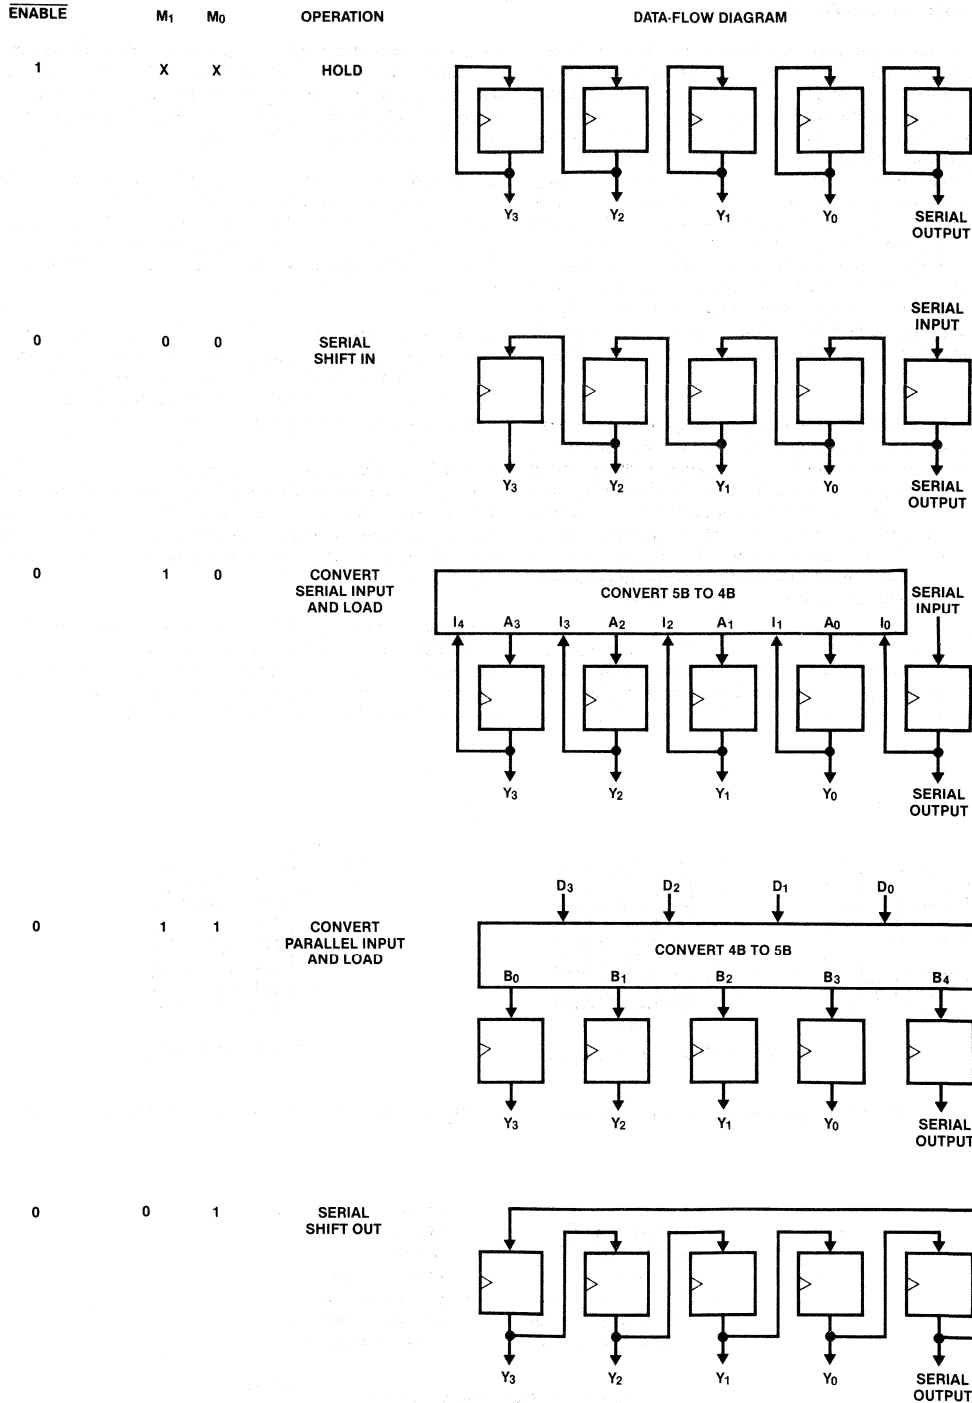 ENABLE M1 M0 OPERATION DATA-FLOW DIAGRAM
1 X X HOLD
Y3 Y2 Y1 Y0 SERIAL
OUTPUT
SERIAL
INPUT
0 0 0 SERIAL
SHIFT IN
Y3 Y2 Y1 Y0 SERIAL
OUTPUT
0 1 0 CONVERT
SERIAL INPUT
AND LOAD
CONVERT 5B TO 4B
SERIAL
INPUT
I4 A3 I3 A2 I2 A1 I1 A0 I0
Y3 Y2 Y1 Y0 SERIAL
OUTPUT
D3 D2 D1 D0
0 1 1 CONVERT
PARALLEL INPUT
AND LOAD
CONVERT 4B TO 5B
B0 B1 B2 B3 B4
Y3 Y2 Y1 Y0 SERIAL
OUTPUT
0 0 1 SERIAL
SHIFT OUT
Y3 Y2 Y1 Y0 SERIAL
OUTPUT